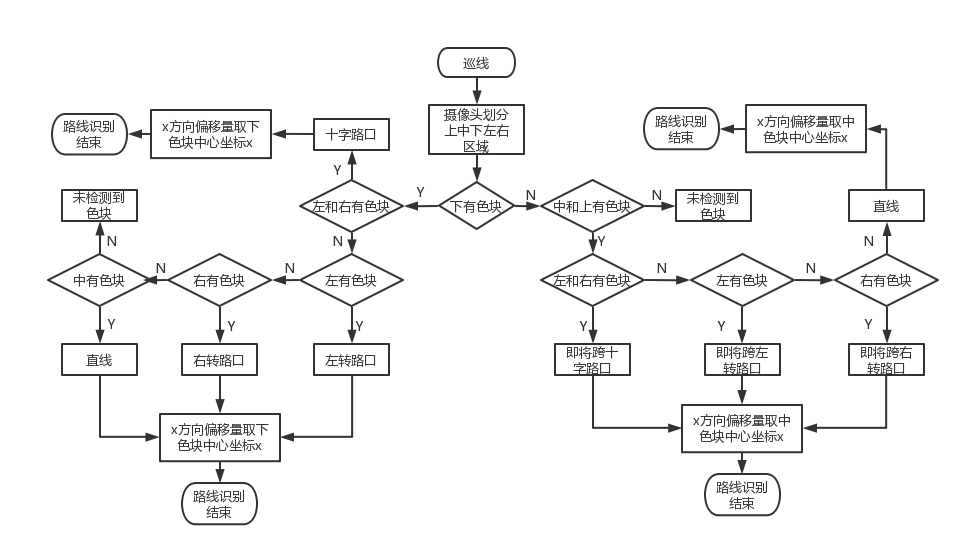 巡线
摄像头划分
上中下左右
区域
路线识别
结束
x方向偏移量取下
色块中心坐标x
十字路口
路线识别
结束
x方向偏移量取中
色块中心坐标x
Y
未检测到
色块
左和右有色块
Y
下有色块
N
中和上有色块
N
未检测到
色块
直线
N
N
Y
N
中有色块
N
右有色块
N
左有色块
左和右有色块
N
左有色块
N
右有色块
Y
Y
Y
Y
Y
Y
直线
右转路口
左转路口
即将跨十
字路口
即将跨左
转路口
即将跨右
转路口
x方向偏移量取下
色块中心坐标x
x方向偏移量取中
色块中心坐标x
路线识别
结束
路线识别
结束